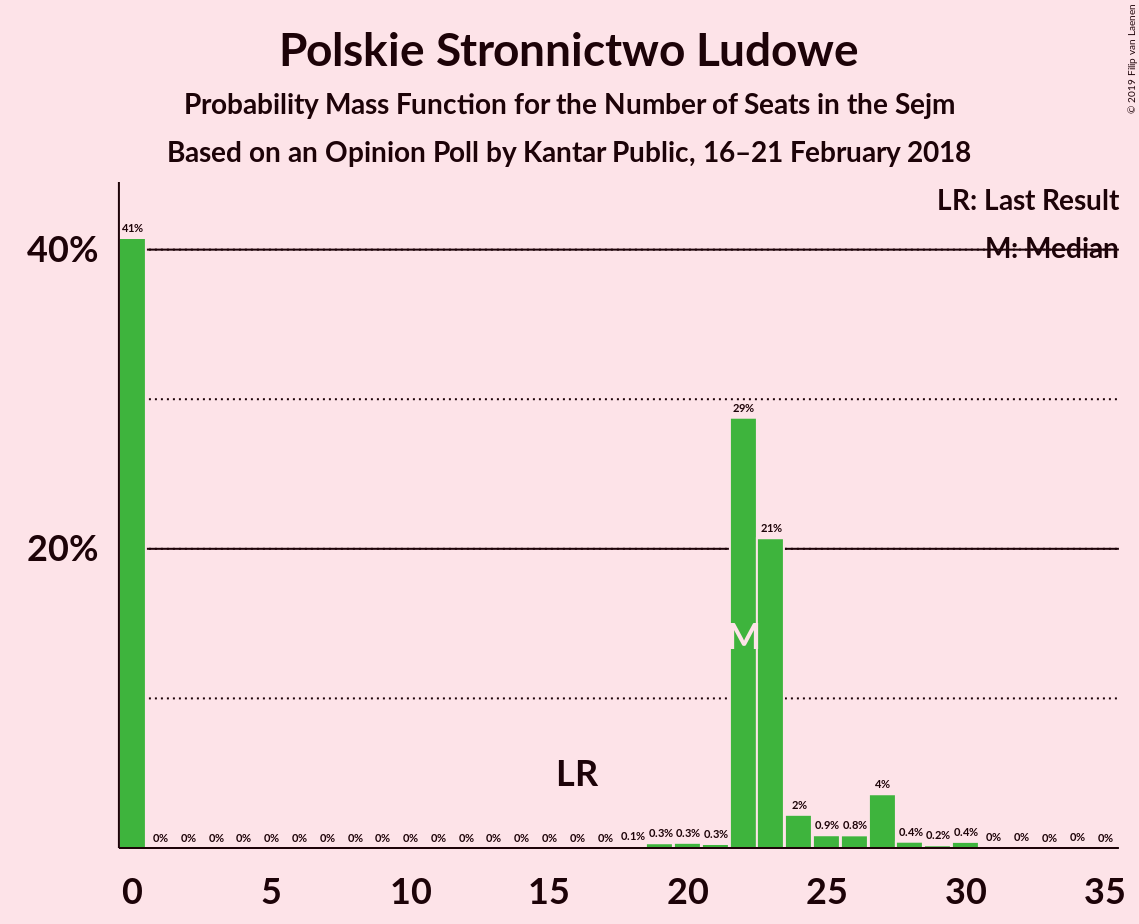 Polskie Stronnictwo Ludowe
Probability Mass Function for the Number of Seats in the Sejm
Based on an Opinion Poll by Kantar Public, 16–21 February 2018
© 2019 Filip van Laenen
LR: Last Result
M: Median
40%
20%
41%
0% 0% 0% 0% 0% 0% 0% 0% 0% 0% 0% 0% 0% 0% 0% 0% 0% 0.1% 0.3% 0.3% 0.3% 29% 21% 2% 0.9% 0.8% 4% 0.4% 0.2% 0.4% 0% 0% 0% 0% 0%
M
LR
0 5 10 15 20 25 30 35